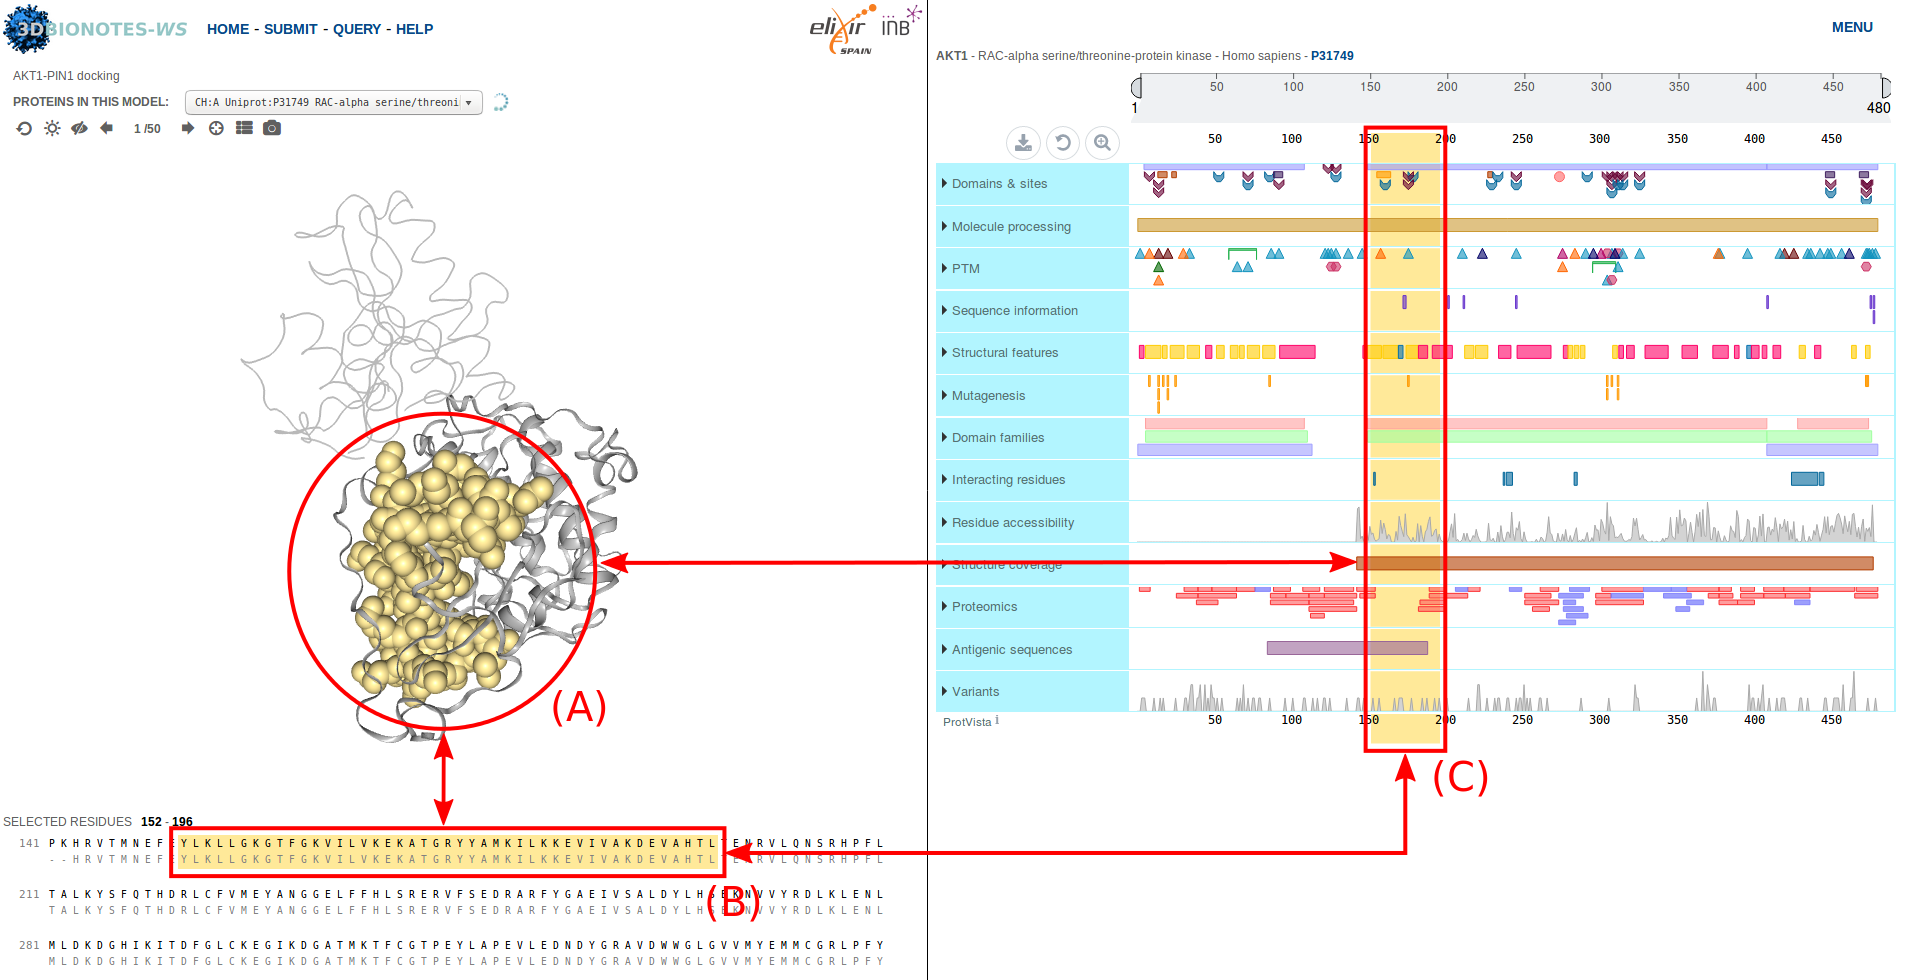 3DBIONOTES-WS
HOME - SUBMIT - QUERY - HELP
elixir
SPAIN
INB
AKT1-PIN1 docking
PROTEINS IN THIS MODEL:
CH:A Uniprot:P31749 RAC-alpha serine/threoni
1 /50
(A)
SELECTED RESIDUES 152 - 196
141 P K H R V T M N E F E Y L K L L G K G T F G K V I L V K E K A T G R Y Y A M K I L K K E V I V A K D E V A H T L T E N R V L Q N S R H P F L
- - H R V T M N E F E Y L K L L G K G T F G K V I L V K E K A T G R Y Y A M K I L K K E V I V A K D E V A H T L T E N R V L Q N S R H P F L
(B)
211 T A L K Y S F Q T H D R L C F V M E Y A N G G E L F F H L S R E R V F S E D R A R F Y G A E I V S A L D Y L H S E K N V V Y R D L K L E N L
T A L K Y S F Q T H D R L C F V M E Y A N G G E L F F H L S R E R V F S E D R A R F Y G A E I V S A L D Y L H S E K N V V Y R D L K L E N L
281 M L D K D G H I K I T D F G L C K E G I K D G A T M K T F C G T P E Y L A P E V L E D N D Y G R A V D W W G L G V V M Y E M M C G R L P F Y
M L D K D G H I K I T D F G L C K E G I K D G A T M K T F C G T P E Y L A P E V L E D N D Y G R A V D W W G L G V V M Y E M M C G R L P F Y
MENU
AKT1 - RAC-alpha serine/threonine-protein kinase - Homo sapiens - P31749
50 100 150 200 250 300 350 400 450
1 480
50 100 150 200 250 300 350 400 450
Domains & sites
Molecule processing
PTM
Sequence information
Structural features
Mutagenesis
Domain families
Interacting residues
Residue accessibility
Structure coverage
Proteomics
Antigenic sequences
Variants
ProtVista i
50 100 150 200 250 300 350 400 450
(C)